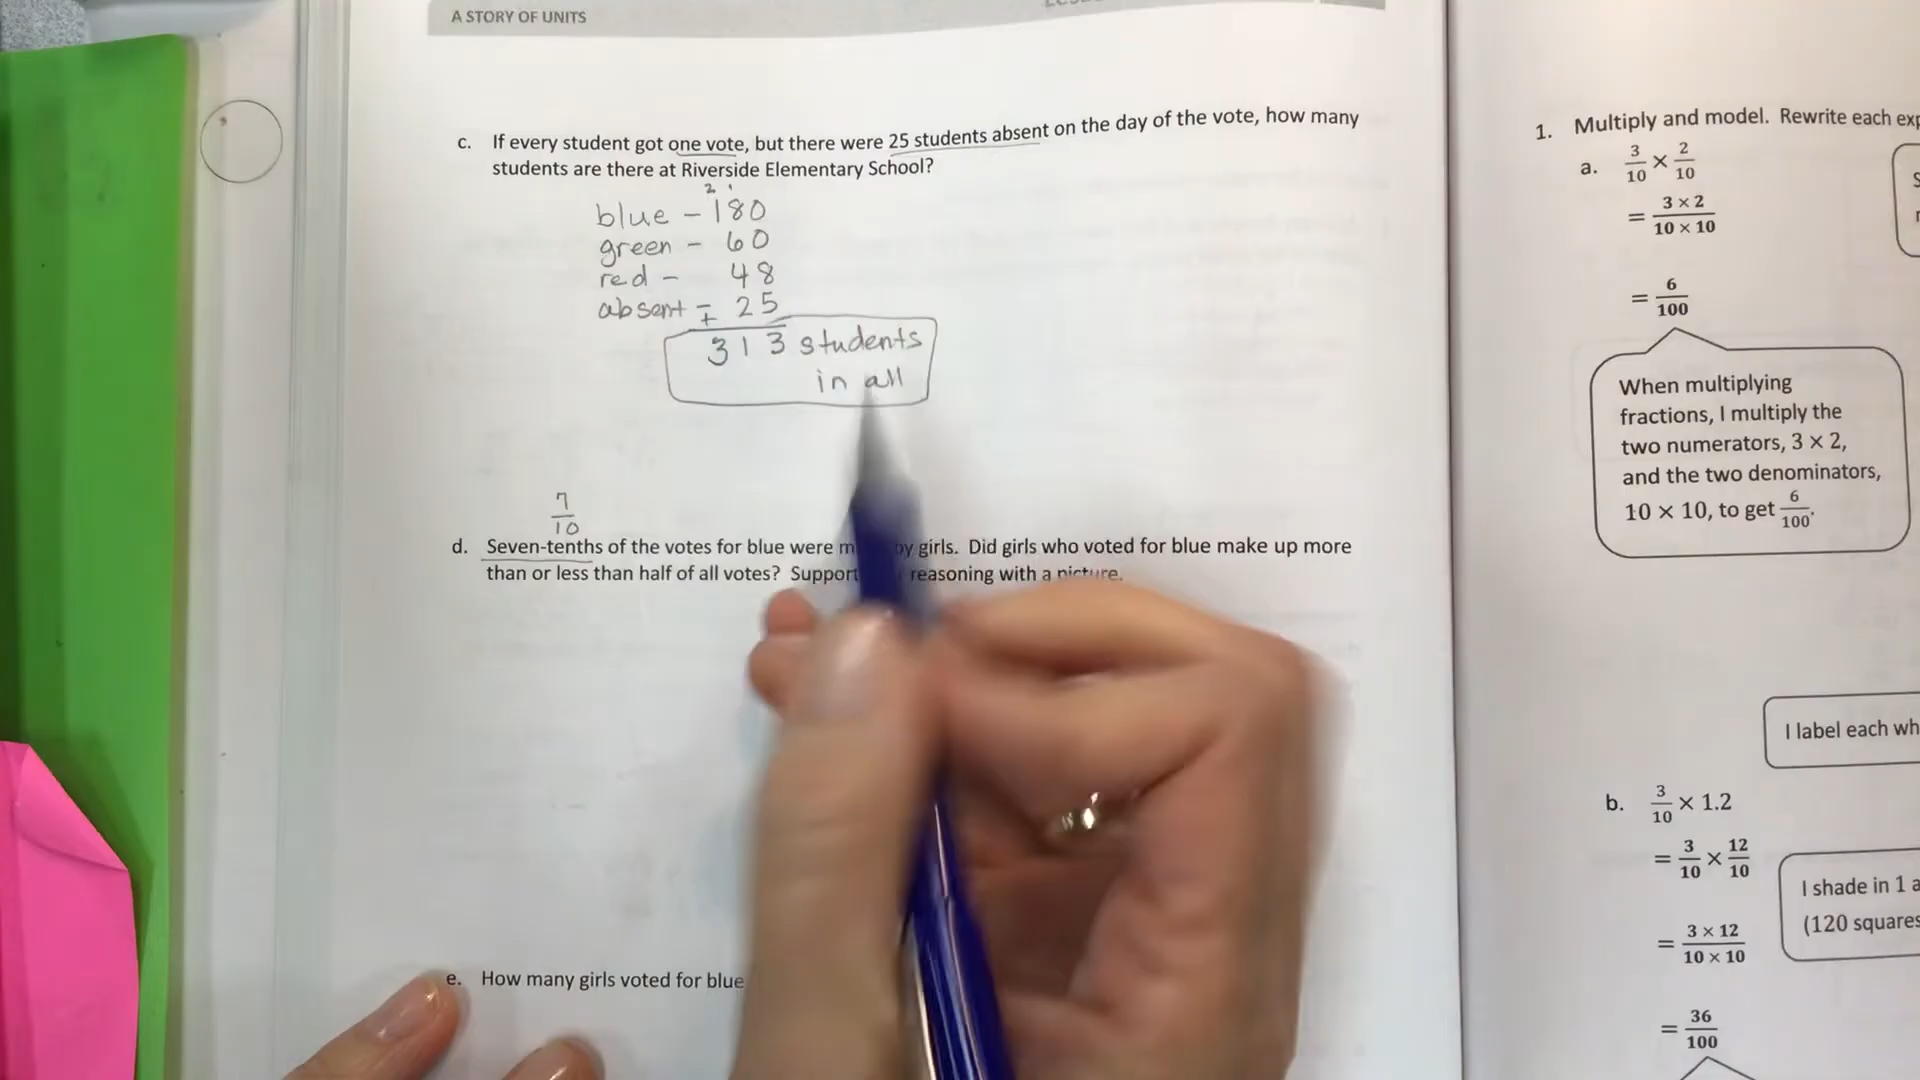 A STORY OF UNITS
c. If every student got one vote, but there were 25 students absent on the day of the vote, how many
students are there at Riverside Elementary School?
2 1
blue - 180
green - 60
red - 48
absent - + 25
313 students
in all
7/10
d. Seven-tenths of the votes for blue were by girls. Did girls who voted for blue make up more
than or less than half of all votes? Support reasoning with a picture.
e. How many girls voted for blue
1. Multiply and model. Rewrite each
a. 3/10 × 2/10
= 3 × 2 / 10 × 10
= 6/100
When multiplying
fractions, I multiply the
two numerators, 3 × 2,
and the two denominators,
10 × 10, to get 6/100.
I label each
b. 3/10 × 1.2
= 3/10 × 12/10
= 3 × 12 / 10 × 10
= 36/100
I shade in 1
(120 squares